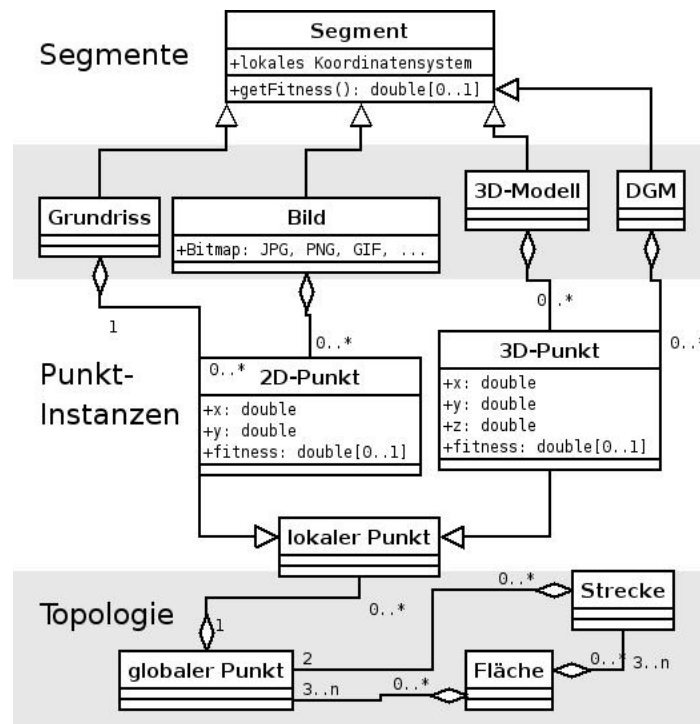 Segmente
Segment
+lokales Koordinatensystem
+getFitness(): double[0..1]
Grundriss
Bild
+Bitmap: JPG, PNG, GIF, ...
3D-Modell
DGM
1
0..*
0..*
0..*
0..*
Punkt-
Instanzen
2D-Punkt
+x: double
+y: double
+fitness: double[0..1]
3D-Punkt
+x: double
+y: double
+z: double
+fitness: double[0..1]
lokaler Punkt
Topologie
1
0..*
0..*
Strecke
globaler Punkt
2
3..n
0..*
Fläche
0..*
3..n